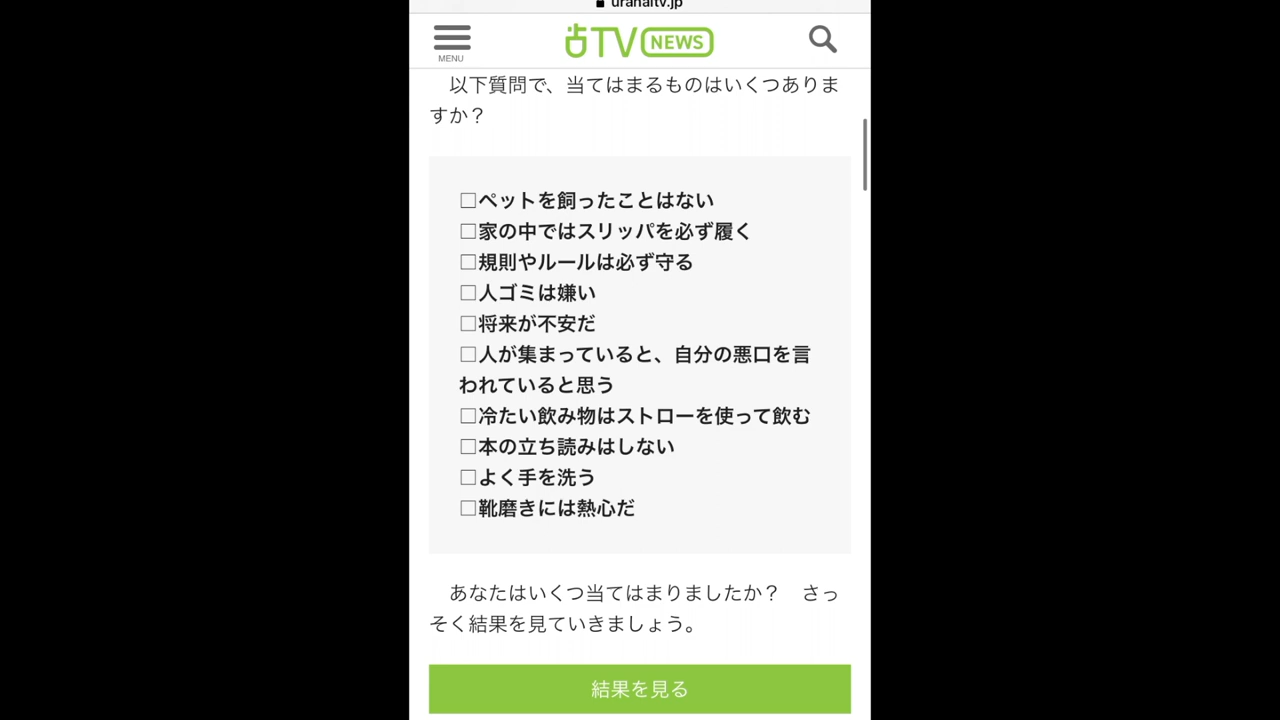 uranaitv.jp
MENU
占TV NEWS
以下質問で、当てはまるものはいくつありま
すか？
□ペットを飼ったことはない
□家の中ではスリッパを必ず履く
□規則やルールは必ず守る
□人ゴミは嫌い
□将来が不安だ
□人が集まっていると、自分の悪口を言
われていると思う
□冷たい飲み物はストローを使って飲む
□本の立ち読みはしない
□よく手を洗う
□靴磨きには熱心だ
あなたはいくつ当てはまりましたか？　さっ
そく結果を見ていきましょう。
結果を見る